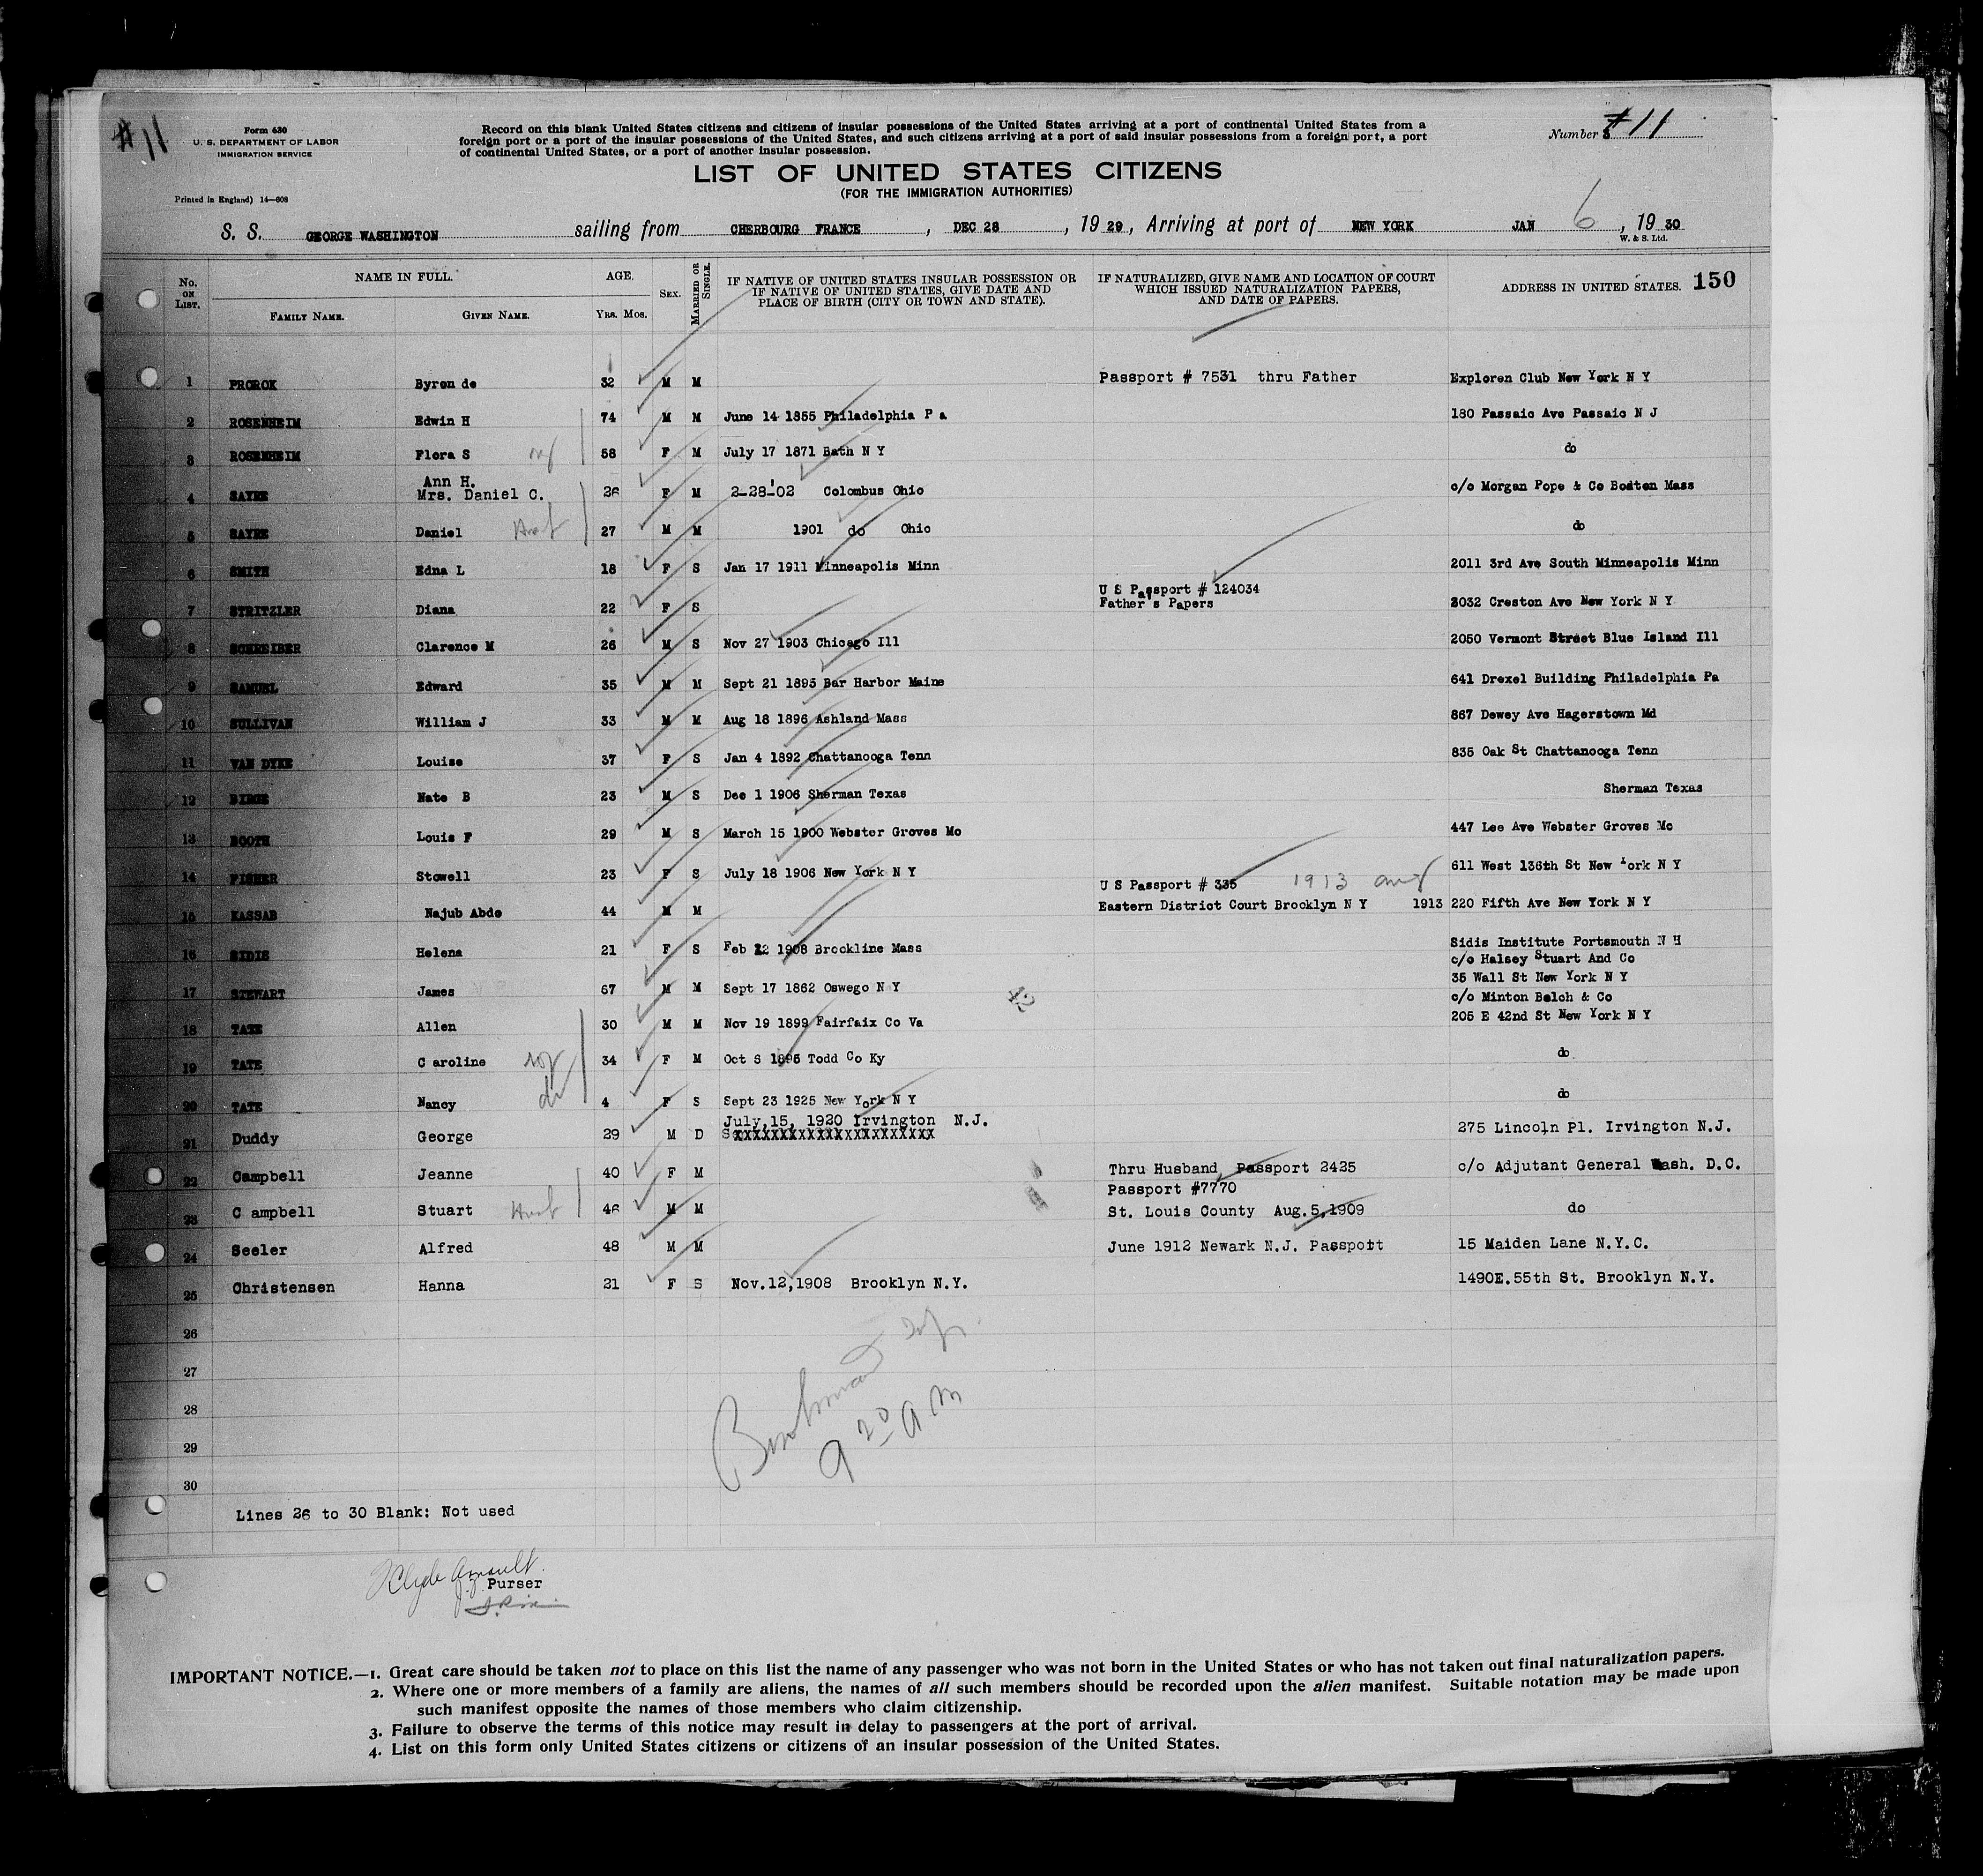 #11
Form 630
U. S. DEPARTMENT OF LABOR
IMMIGRATION SERVICE
Record on this blank United States citizens and citizens of insular possessions of the United States arriving at a port of continental United States from a
foreign port or a port of the insular possessions of the United States, and such citizens arriving at a port of said insular possessions from a foreign port, a port
of continental United States, or a port of another insular possession.
Number #11
LIST OF UNITED STATES CITIZENS
(FOR THE IMMIGRATION AUTHORITIES)
Printed in England) 14—608
S. S. GEORGE WASHINGTON sailing from CHERBOURG FRANCE, DEC 28, 1929, Arriving at port of NEW YORK JAN 6, 1930
W. & S. Ltd.
No. ON LIST. NAME IN FULL. AGE. SEX. MARRIED OR SINGLE. IF NATIVE OF UNITED STATES INSULAR POSSESSION OR IF NATIVE OF UNITED STATES, GIVE DATE AND PLACE OF BIRTH (CITY OR TOWN AND STATE). IF NATURALIZED, GIVE NAME AND LOCATION OF COURT WHICH ISSUED NATURALIZATION PAPERS, AND DATE OF PAPERS. ADDRESS IN UNITED STATES. 150
FAMILY NAME. GIVEN NAME. YRS. MOS.
1 PROROK Byron de 32 M M Passport # 7531 thru Father Exploren Club New York N Y
2 ROSENHEIM Edwin H 74 M M June 14 1855 Philadelphia P a 180 Passaic Ave Passaic N J
3 ROSENHEIM Flora S 58 F M July 17 1871 Bath N Y do
Ann H.
4 SAYRE Mrs. Daniel C. 26 F M 2-28-02 Colombus Ohio c/o Morgan Pope & Co Boston Mass
5 SAYRE Daniel 27 M M 1901 do Ohio do
6 SMITH Edna L 18 F S Jan 17 1911 Minneapolis Minn 2011 3rd Ave South Minneapolis Minn
U S Passport # 124034
7 STRITZLER Diana 22 F S Father's Papers 2032 Creston Ave New York N Y
8 SCHREIBER Clarence M 26 M S Nov 27 1903 Chicago Ill 2050 Vermont Street Blue Island Ill
9 SAMUEL Edward 35 M M Sept 21 1895 Bar Harbor Maine 641 Drexel Building Philadelphia Pa
10 SULLIVAN William J 33 M M Aug 18 1896 Ashland Mass 867 Dewey Ave Hagerstown Md
11 VAN DYKE Louise 37 F S Jan 4 1892 Chattanooga Tenn 835 Oak St Chattanooga Tenn
12 BIRGE Nate B 23 M S Dec 1 1906 Sherman Texas Sherman Texas
13 BOOTH Louis F 29 M S March 15 1900 Webster Groves Mo 447 Lee Ave Webster Groves Mo
14 FISHER Stowell 23 F S July 18 1906 New York N Y 611 West 136th St New York N Y
U S Passport # 335 1913
15 KASSAB Najub Abdo 44 M M Eastern District Court Brooklyn N Y 1913 220 Fifth Ave New York N Y
16 SIDIS Helena 21 F S Feb 12 1908 Brookline Mass Sidis Institute Portsmouth N H
c/o Halsey Stuart And Co
17 STEWART James 67 M M Sept 17 1862 Oswego N Y 35 Wall St New York N Y
c/o Minton Balch & Co
18 TATE Allen 30 M M Nov 19 1899 Fairfaix Co Va 205 E 42nd St New York N Y
19 TATE C aroline 34 F M Oct S 1895 Todd Co Ky do
20 TATE Nancy 4 F S Sept 23 1925 New York N Y do
July 15, 1920 Irvington N.J.
21 Duddy George 29 M D 275 Lincoln Pl. Irvington N.J.
22 Campbell Jeanne 40 F M Thru Husband Passport 2425 c/o Adjutant General Wash. D.C.
Passport #7770
23 C ampbell Stuart 46 M M St. Louis County Aug.5,1909 do
24 Seeler Alfred 48 M M June 1912 Newark N.J. Passport 15 Maiden Lane N.Y.C.
25 Christensen Hanna 21 F S Nov.12,1908 Brooklyn N.Y. 1490E.55th St. Brooklyn N.Y.
26
27
28
29
30
9 20 am
Lines 26 to 30 Blank: Not used
Purser
IMPORTANT NOTICE.—1. Great care should be taken not to place on this list the name of any passenger who was not born in the United States or who has not taken out final naturalization papers.
2. Where one or more members of a family are aliens, the names of all such members should be recorded upon the alien manifest. Suitable notation may be made upon
such manifest opposite the names of those members who claim citizenship.
3. Failure to observe the terms of this notice may result in delay to passengers at the port of arrival.
4. List on this form only United States citizens or citizens of an insular possession of the United States.